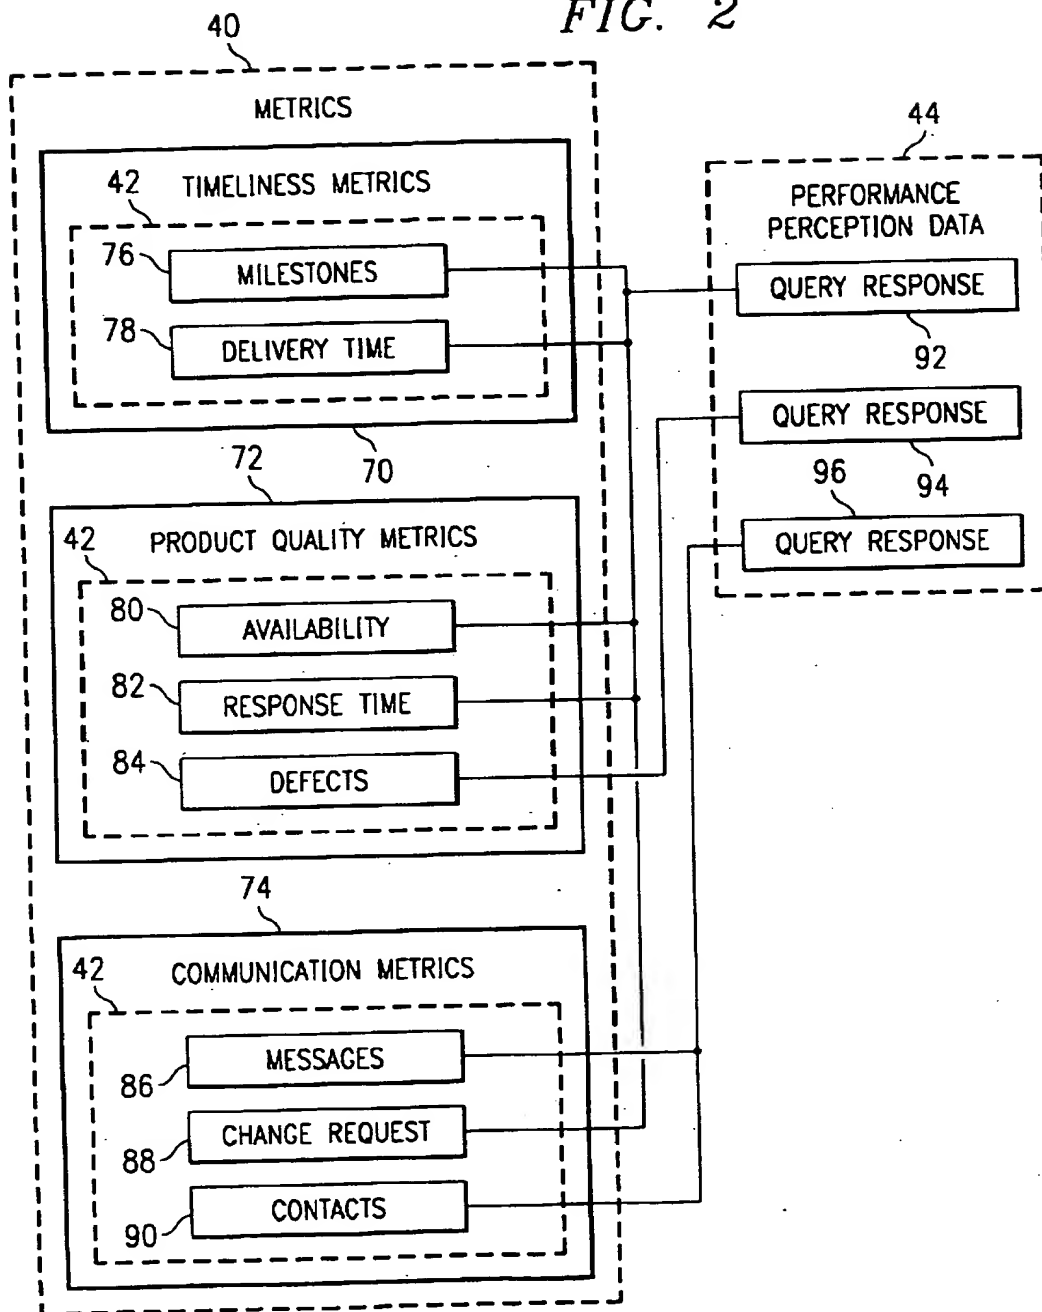 FIG. 2
40
METRICS
44
42
TIMELINESS METRICS
PERFORMANCE
PERCEPTION DATA
76
MILESTONES
QUERY RESPONSE
78
DELIVERY TIME
92
QUERY RESPONSE
72
70
96
94
42
PRODUCT QUALITY METRICS
QUERY RESPONSE
80
AVAILABILITY
82
RESPONSE TIME
84
DEFECTS
74
42
COMMUNICATION METRICS
86
MESSAGES
88
CHANGE REQUEST
90
CONTACTS